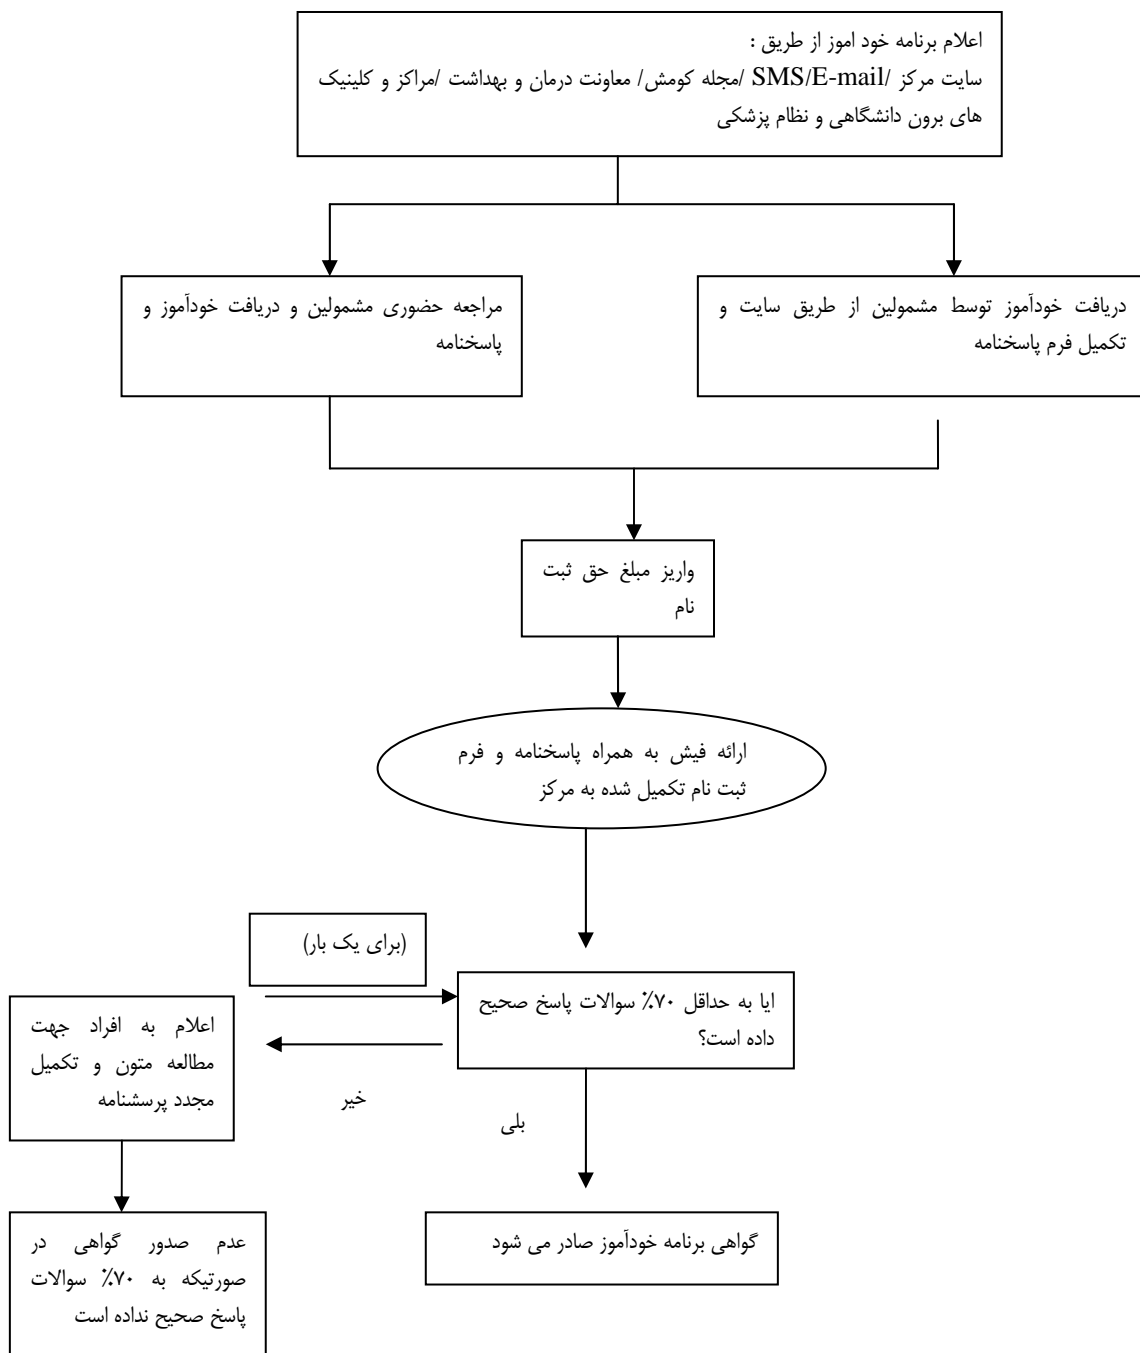 اعلام برنامه خود اموز از طریق :
سایت مرکز /SMS/E-mail /مجله کومش/ معاونت درمان و بهداشت /مراکز و کلینیک
های برون دانشگاهی و نظام پزشکی
دریافت خودآموز توسط مشمولین از طریق سایت و
تکمیل فرم پاسخنامه
مراجعه حضوری مشمولین و دریافت خودآموز و
پاسخنامه
واریز مبلغ حق ثبت
نام
ارائه فیش به همراه پاسخنامه و فرم
ثبت نام تکمیل شده به مرکز
(برای یک بار)
ایا به حداقل ۷۰٪ سوالات پاسخ صحیح
داده است؟
اعلام به افراد جهت
مطالعه متون و تکمیل
مجدد پرسشنامه
خیر
بلی
گواهی برنامه خودآموز صادر می شود
عدم صدور گواهی در
صورتیکه به ۷۰٪ سوالات
پاسخ صحیح نداده است